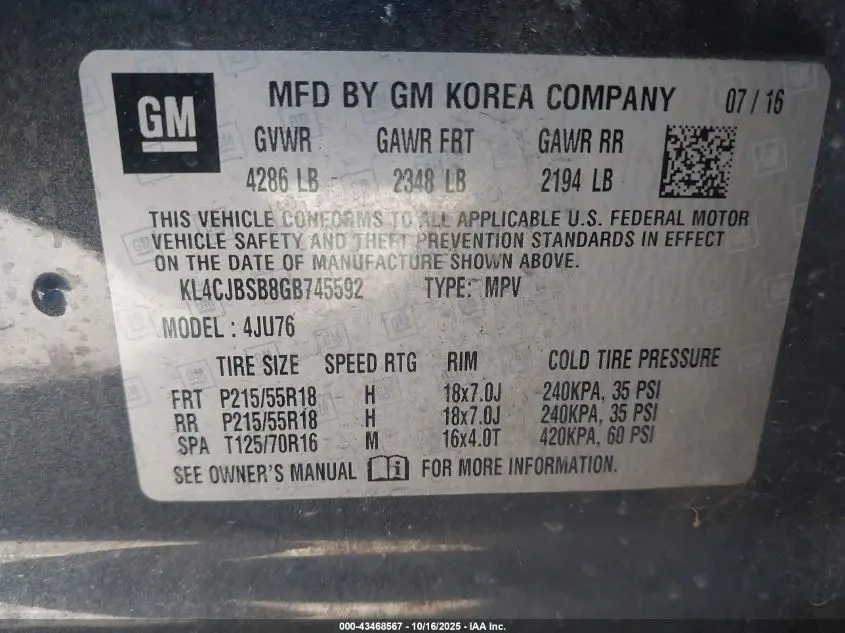 GM
MFD BY GM KOREA COMPANY 07 / 16
GVWR GAWR FRT GAWR RR
4286 LB 2348 LB 2194 LB
THIS VEHICLE CONFORMS TO ALL APPLICABLE U.S. FEDERAL MOTOR
VEHICLE SAFETY AND THEFT PREVENTION STANDARDS IN EFFECT
ON THE DATE OF MANUFACTURE SHOWN ABOVE.
KL4CJBSB8GB745592 TYPE: MPV
MODEL : 4JU76
TIRE SIZE SPEED RTG RIM COLD TIRE PRESSURE
FRT P215/55R18 H 18x7.0J 240KPA, 35 PSI
RR P215/55R18 H 18x7.0J 240KPA, 35 PSI
SPA T125/70R16 M 16x4.0T 420KPA, 60 PSI
SEE OWNER'S MANUAL FOR MORE INFORMATION.
000-43468567 - 10/16/2025 - IAA Inc.